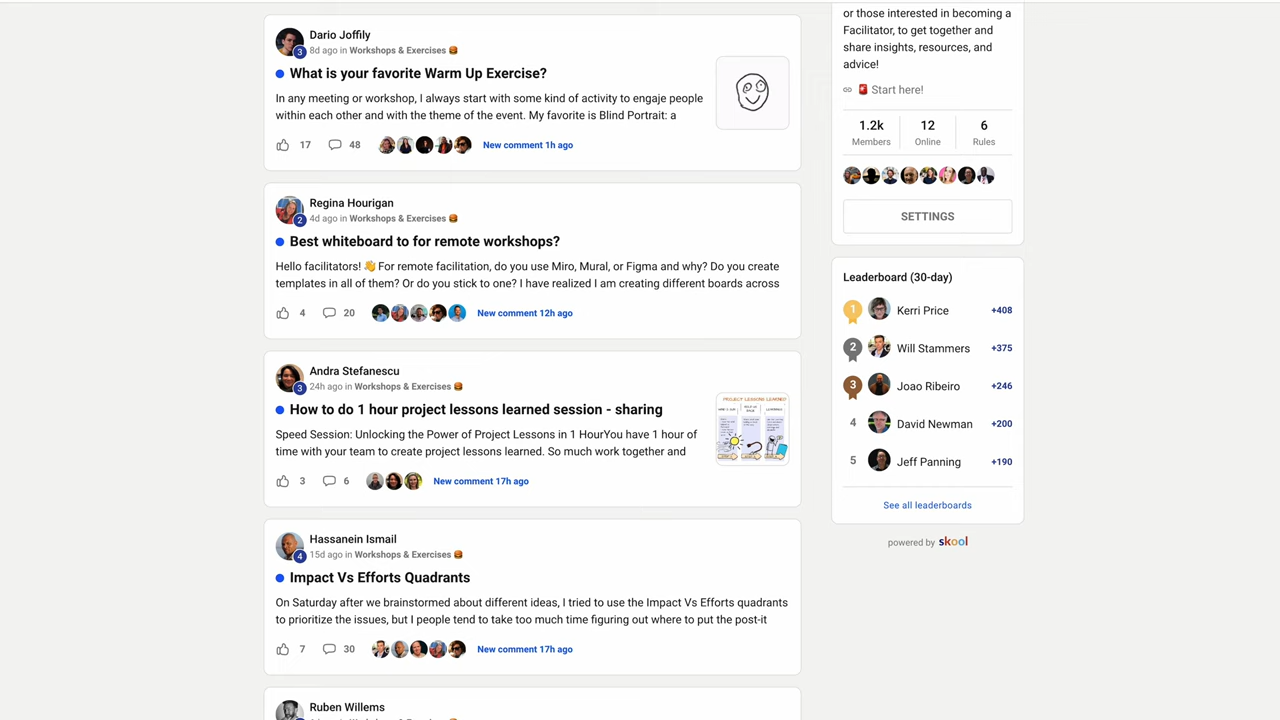 Dario Joffily
3
8d ago in Workshops & Exercises 🍔
What is your favorite Warm Up Exercise?
In any meeting or workshop, I always start with some kind of activity to engaje people
within each other and with the theme of the event. My favorite is Blind Portrait: a
17 48 New comment 1h ago
Regina Hourigan
2
4d ago in Workshops & Exercises 🍔
Best whiteboard to for remote workshops?
Hello facilitators! 👋 For remote facilitation, do you use Miro, Mural, or Figma and why? Do you create
templates in all of them? Or do you stick to one? I have realized I am creating different boards across
4 20 New comment 12h ago
Andra Stefanescu
3
24h ago in Workshops & Exercises 🍔
How to do 1 hour project lessons learned session - sharing
Speed Session: Unlocking the Power of Project Lessons in 1 HourYou have 1 hour of
time with your team to create project lessons learned. So much work together and
PROJECT LESSONS LEARNED
3 6 New comment 17h ago
Hassanein Ismail
4
15d ago in Workshops & Exercises 🍔
Impact Vs Efforts Quadrants
On Saturday after we brainstormed about different ideas, I tried to use the Impact Vs Efforts quadrants
to prioritize the issues, but I people tend to take too much time figuring out where to put the post-it
7 30 New comment 17h ago
Ruben Willems
or those interested in becoming a
Facilitator, to get together and
share insights, resources, and
advice!
🚨 Start here!
1.2k 12 6
Members Online Rules
SETTINGS
Leaderboard (30-day)
1 Kerri Price +408
2 Will Stammers +375
3 Joao Ribeiro +246
4 David Newman +200
5 Jeff Panning +190
See all leaderboards
powered by skool